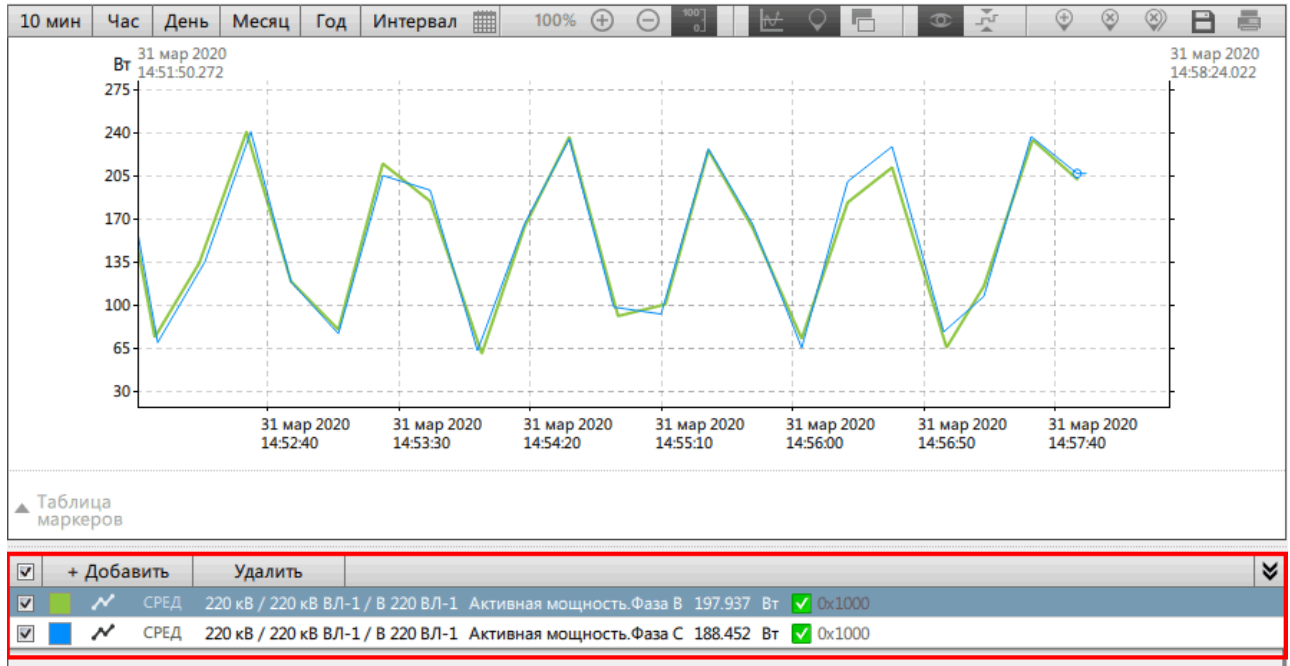 10 мин Час День Месяц Год Интервал 100% 100 0
Вт 31 мар 2020 31 мар 2020
14:51:50.272 14:58:24.022
275
240
205
170
135
100
65
30
31 мар 2020 31 мар 2020 31 мар 2020 31 мар 2020 31 мар 2020 31 мар 2020 31 мар 2020
14:52:40 14:53:30 14:54:20 14:55:10 14:56:00 14:56:50 14:57:40
Таблица
маркеров
+ Добавить Удалить
СРЕД 220 кВ / 220 кВ ВЛ-1 / В 220 ВЛ-1 Активная мощность.Фаза В 197.937 Вт 0x1000
СРЕД 220 кВ / 220 кВ ВЛ-1 / В 220 ВЛ-1 Активная мощность.Фаза С 188.452 Вт 0x1000